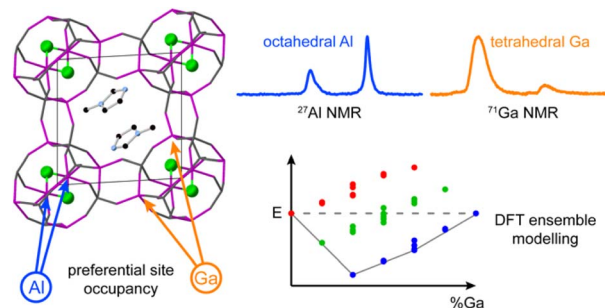 octahedral Al
tetrahedral Ga
²⁷Al NMR
⁷¹Ga NMR
Al
preferential site
occupancy
Ga
E
DFT ensemble
modelling
%Ga